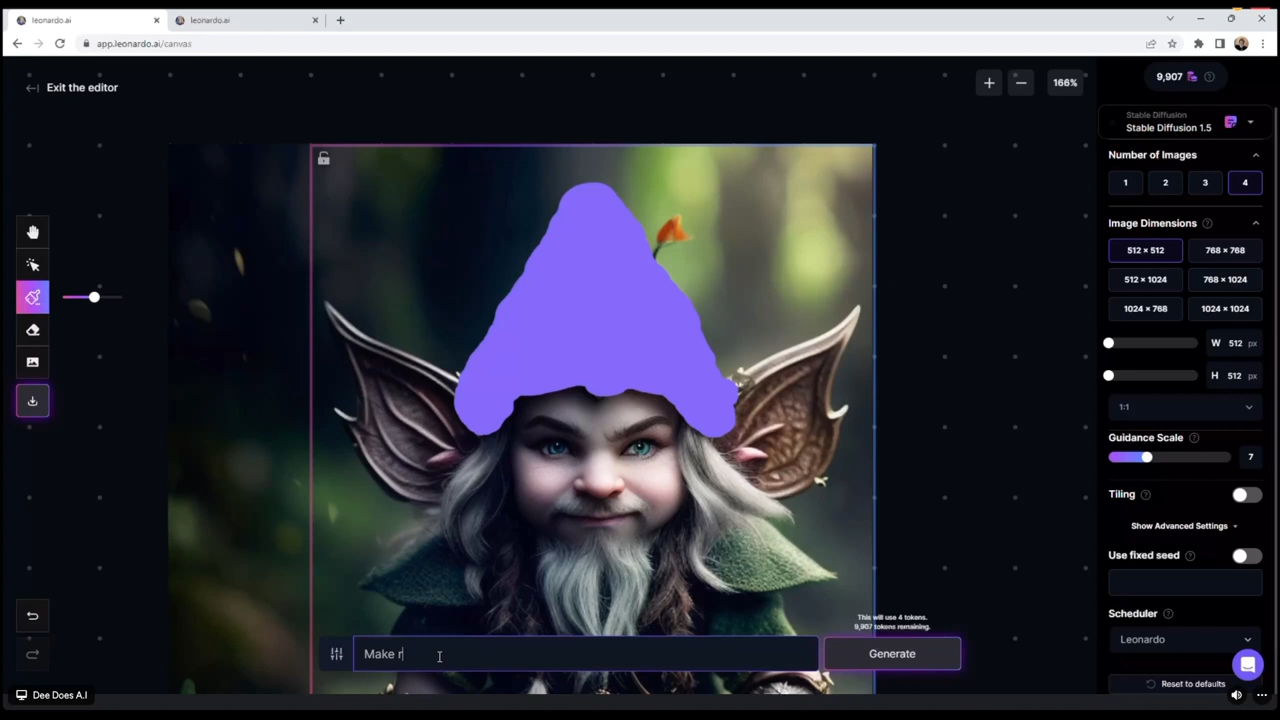 leonardo.ai
leonardo.ai
app.leonardo.ai/canvas
Exit the editor
166%
9,907
Stable Diffusion
Stable Diffusion 1.5
Number of Images
1 2 3 4
Image Dimensions
512 × 512 768 × 768
512 × 1024 768 × 1024
1024 × 768 1024 × 1024
W 512 px
H 512 px
1:1
Guidance Scale
7
Tiling
Show Advanced Settings
Use fixed seed
Scheduler
Leonardo
Reset to defaults
This will use 4 tokens.
9,907 tokens remaining.
Make r
Generate
Dee Does A.I